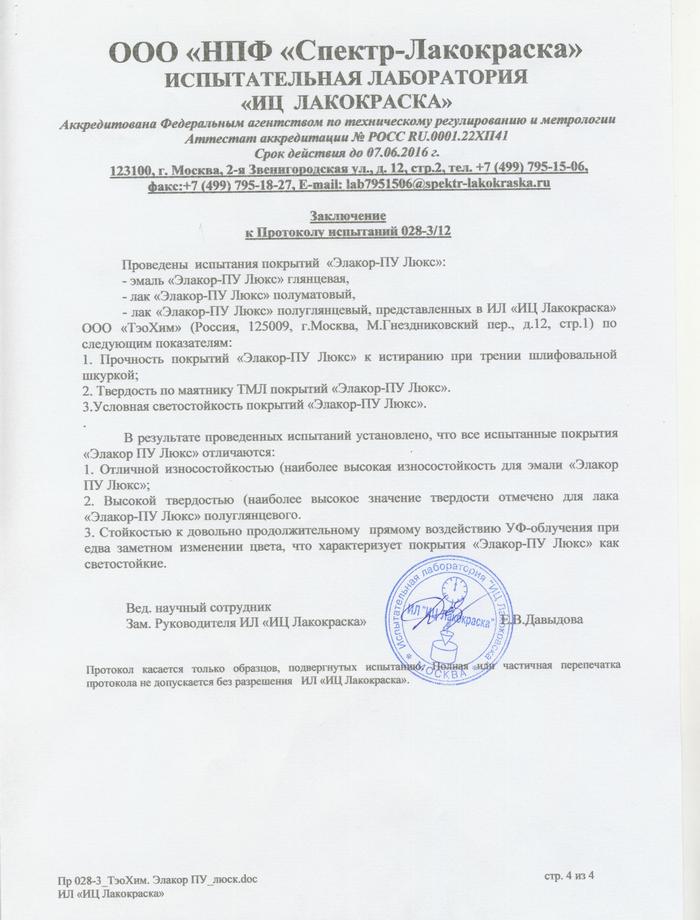 ООО «НПФ «Спектр-Лакокраска»
ИСПЫТАТЕЛЬНАЯ ЛАБОРАТОРИЯ
«ИЦ ЛАКОКРАСКА»
Аккредитована Федеральным агентством по техническому регулированию и метрологии
Аттестат аккредитации № РОСС RU.0001.22ХП41
Срок действия до 07.06.2016 г.
123100, г. Москва, 2-я Звенигородская ул., д. 12, стр.2, тел. +7 (499) 795-15-06,
факс:+7 (499) 795-18-27, E-mail: lab7951506@spektr-lakokraska.ru
Заключение
к Протоколу испытаний 028-3/12
Проведены испытания покрытий «Элакор-ПУ Люкс»:
- эмаль «Элакор-ПУ Люкс» глянцевая,
- лак «Элакор-ПУ Люкс» полуматовый,
- лак «Элакор-ПУ Люкс» полуглянцевый, представленных в ИЛ «ИЦ Лакокраска»
ООО «ТэоХим» (Россия, 125009, г.Москва, М.Гнездниковский пер., д.12, стр.1) по
следующим показателям:
1. Прочность покрытий «Элакор-ПУ Люкс» к истиранию при трении шлифовальной
шкуркой;
2. Твердость по маятнику ТМЛ покрытий «Элакор-ПУ Люкс».
3.Условная светостойкость покрытий «Элакор-ПУ Люкс».
.
В результате проведенных испытаний установлено, что все испытанные покрытия
«Элакор ПУ Люкс» отличаются:
1. Отличной износостойкостью (наиболее высокая износостойкость для эмали «Элакор
ПУ Люкс»;
2. Высокой твердостью (наиболее высокое значение твердости отмечено для лака
«Элакор-ПУ Люкс» полуглянцевого.
3. Стойкостью к довольно продолжительному прямому воздействию УФ-облучения при
едва заметном изменении цвета, что характеризует покрытия «Элакор-ПУ Люкс» как
светостойкие.
Вед. научный сотрудник
Зам. Руководителя ИЛ «ИЦ Лакокраска» Е.В.Давыдова
Испытательная лаборатория "ИЦ Лакокраска"
ИЛ "ИЦ Лакокраска"
* МОСКВА *
Протокол касается только образцов, подвергнутых испытанию. Полная или частичная перепечатка
протокола не допускается без разрешения ИЛ «ИЦ Лакокраска».
Пр 028-3_ТэоХим. Элакор ПУ_люск.doc стр. 4 из 4
ИЛ «ИЦ Лакокраска»